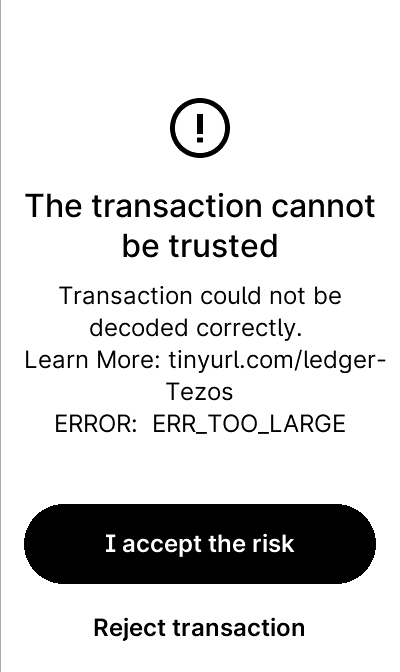 The transaction cannot
be trusted
Transaction could not be
decoded correctly.
Learn More: tinyurl.com/ledger-
Tezos
ERROR:  ERR_TOO_LARGE
I accept the risk
Reject transaction